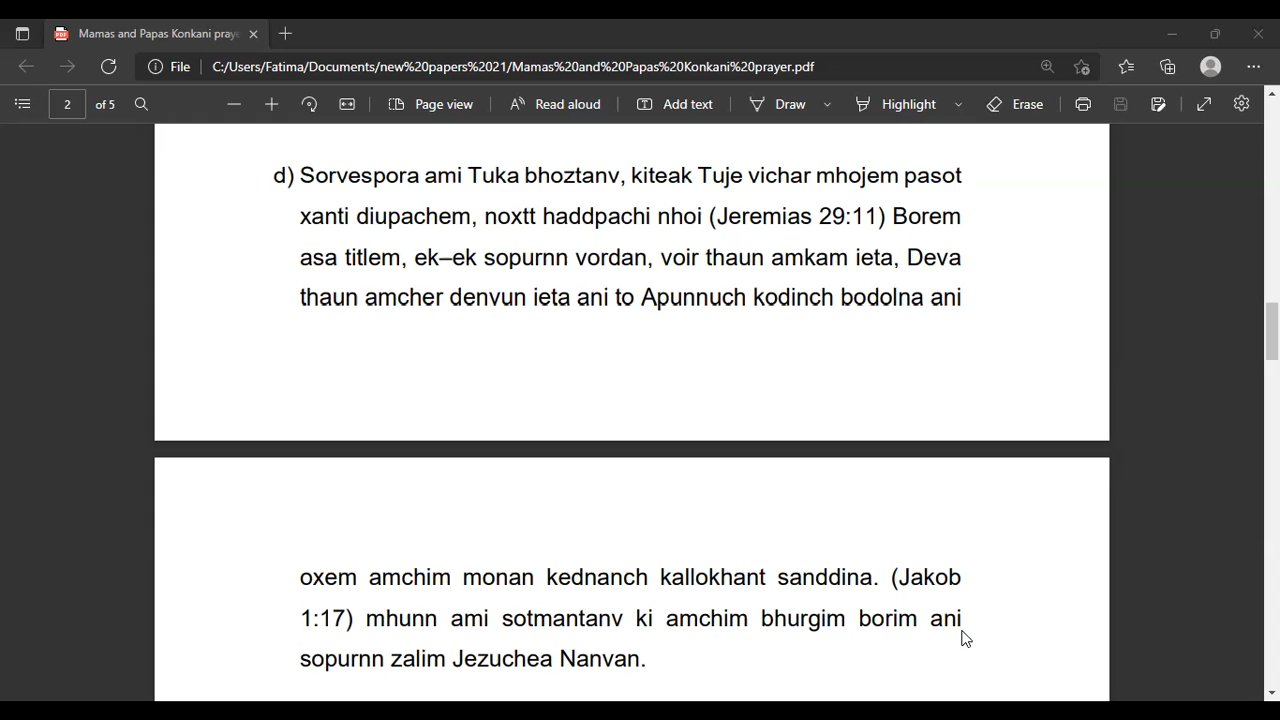 Mamas and Papas Konkani praye
File
C:/Users/Fatima/Documents/new%20papers%2021/Mamas%20and%20Papas%20Konkani%20prayer.pdf
2 of 5
Page view
Read aloud
Add text
Draw
Highlight
Erase
d) Sorvespora ami Tuka bhoztanv, kiteak Tuje vichar mhojem pasot
xanti diupachem, noxtt haddpachi nhoi (Jeremias 29:11) Borem
asa titlem, ek–ek sopurnn vordan, voir thaun amkam ieta, Deva
thaun amcher denvun ieta ani to Apunnuch kodinch bodolna ani
oxem amchim monan kednanch kallokhant sanddina. (Jakob
1:17) mhunn ami sotmantanv ki amchim bhurgim borim ani
sopurnn zalim Jezuchea Nanvan.